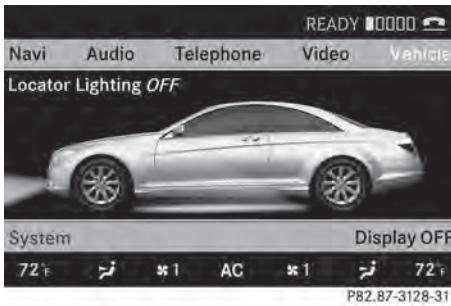 READY
Navi Audio Telephone Video Vehicle
Locator Lighting OFF
System Display OFF
72°F 1 AC 1 72°F
P82.87-3128-31